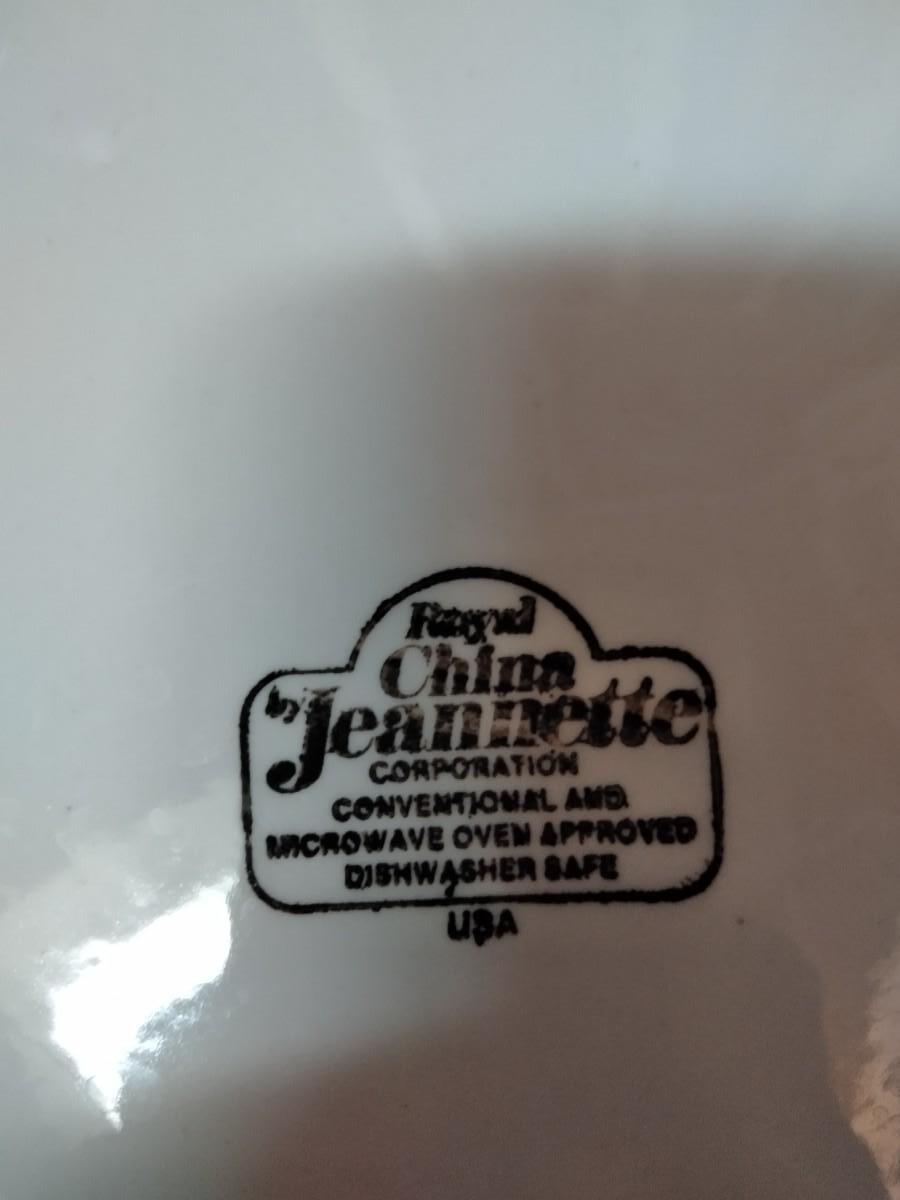 Royal
China
by Jeannette
CORPORATION
CONVENTIONAL AND
MICROWAVE OVEN APPROVED
DISHWASHER SAFE
USA